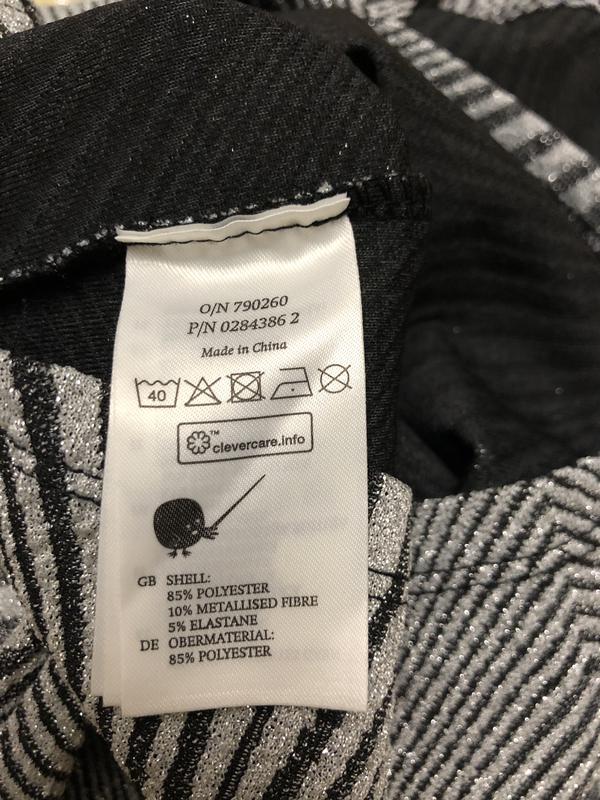 O/N 790260
P/N 0284386 2
Made in China
40
™
clevercare.info
GB SHELL:
85% POLYESTER
10% METALLISED FIBRE
5% ELASTANE
DE OBERMATERIAL:
85% POLYESTER